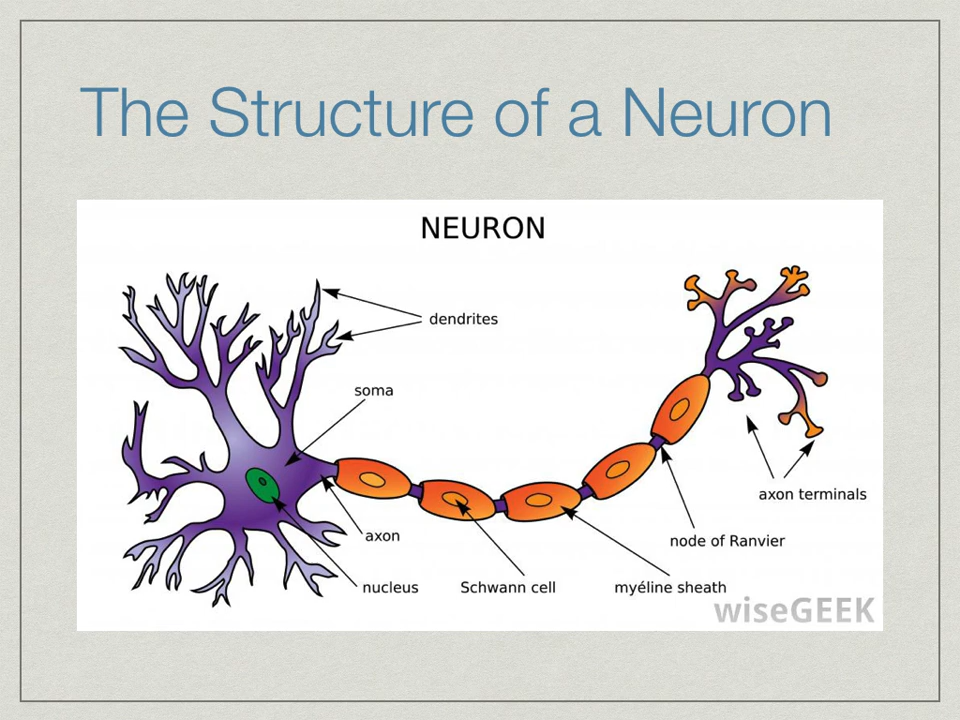 The Structure of a Neuron
NEURON
dendrites
soma
axon terminals
axon
node of Ranvier
nucleus
Schwann cell
myéline sheath
wiseGEEK